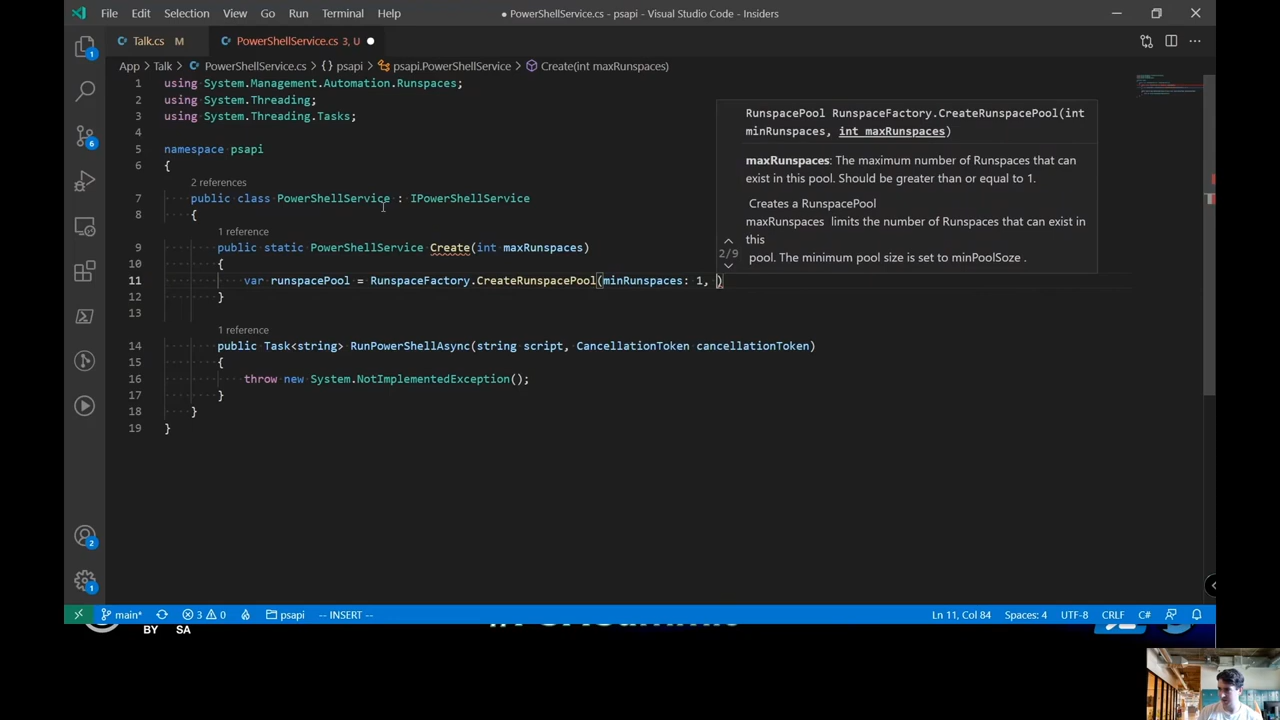 File Edit Selection View Go Run Terminal Help
● PowerShellService.cs - psapi - Visual Studio Code - Insiders
Talk.cs M
PowerShellService.cs 3, U ●
App > Talk > PowerShellService.cs > {} psapi > psapi.PowerShellService > Create(int maxRunspaces)
1 using System.Management.Automation.Runspaces;
2 using System.Threading;
3 using System.Threading.Tasks;
4
5 namespace psapi
6 {
2 references
7 public class PowerShellService : IPowerShellService
8 {
1 reference
9 public static PowerShellService Create(int maxRunspaces)
10 {
11 var runspacePool = RunspaceFactory.CreateRunspacePool(minRunspaces: 1, )
12 }
13
1 reference
14 public Task<string> RunPowerShellAsync(string script, CancellationToken cancellationToken)
15 {
16 throw new System.NotImplementedException();
17 }
18 }
19 }
RunspacePool RunspaceFactory.CreateRunspacePool(int
minRunspaces, int maxRunspaces)
maxRunspaces: The maximum number of Runspaces that can
exist in this pool. Should be greater than or equal to 1.
Creates a RunspacePool
maxRunspaces limits the number of Runspaces that can exist in
this
pool. The minimum pool size is set to minPoolSoze .
2/9
1
6
2
1
main* 3 0 psapi -- INSERT --
Ln 11, Col 84 Spaces: 4 UTF-8 CRLF C#
BY SA